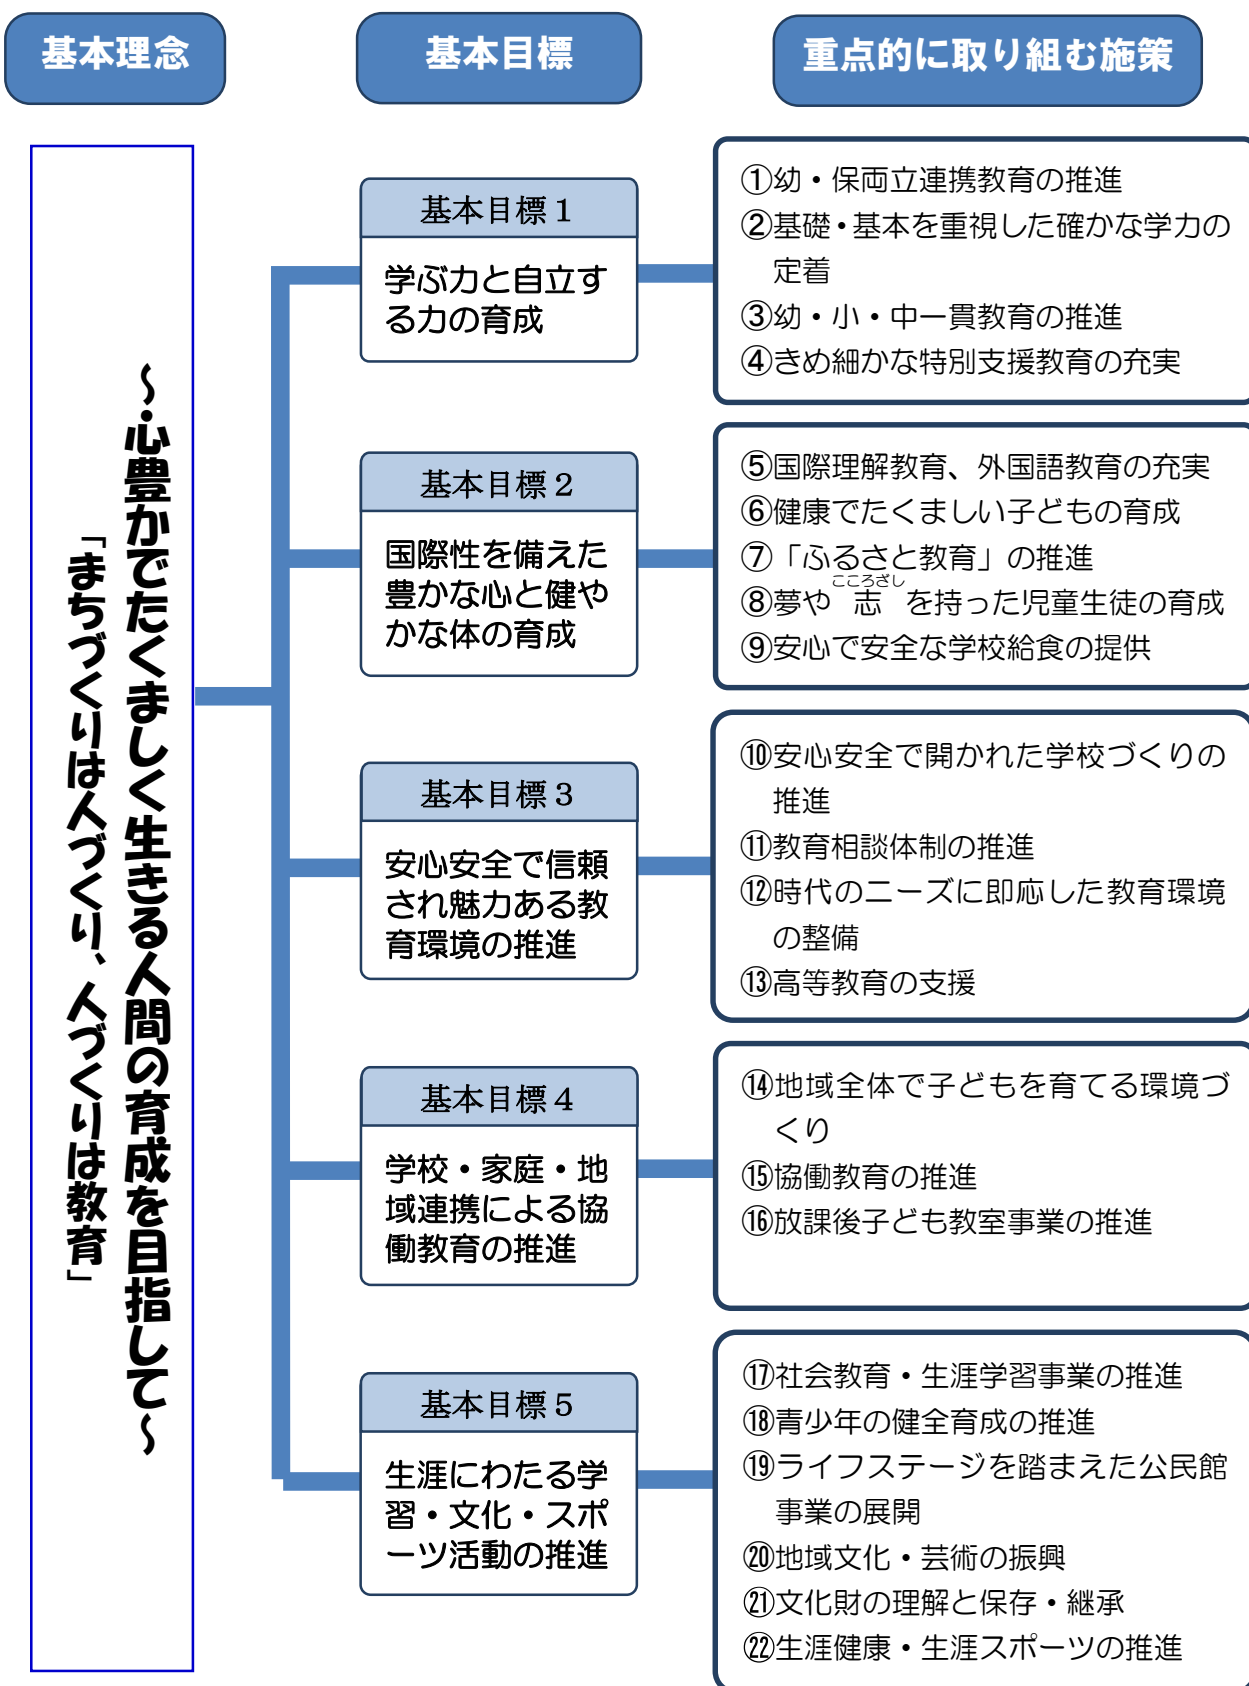 基本理念
基本目標
重点的に取り組む施策
～心豊かでたくましく生きる人間の育成を目指して～
「まちづくりは人づくり、人づくりは教育」
基本目標１
学ぶ力と自立す
る力の育成
①幼・保両立連携教育の推進
②基礎・基本を重視した確かな学力の
定着
③幼・小・中一貫教育の推進
④きめ細かな特別支援教育の充実
基本目標２
国際性を備えた
豊かな心と健や
かな体の育成
⑤国際理解教育、外国語教育の充実
⑥健康でたくましい子どもの育成
⑦「ふるさと教育」の推進
こころざし
⑧夢や志を持った児童生徒の育成
⑨安心で安全な学校給食の提供
基本目標３
安心安全で信頼
され魅力ある教
育環境の推進
⑩安心安全で開かれた学校づくりの
推進
⑪教育相談体制の推進
⑫時代のニーズに即応した教育環境
の整備
⑬高等教育の支援
基本目標４
学校・家庭・地
域連携による協
働教育の推進
⑭地域全体で子どもを育てる環境づ
くり
⑮協働教育の推進
⑯放課後子ども教室事業の推進
基本目標５
生涯にわたる学
習・文化・スポ
ーツ活動の推進
⑰社会教育・生涯学習事業の推進
⑱青少年の健全育成の推進
⑲ライフステージを踏まえた公民館
事業の展開
⑳地域文化・芸術の振興
㉑文化財の理解と保存・継承
㉒生涯健康・生涯スポーツの推進